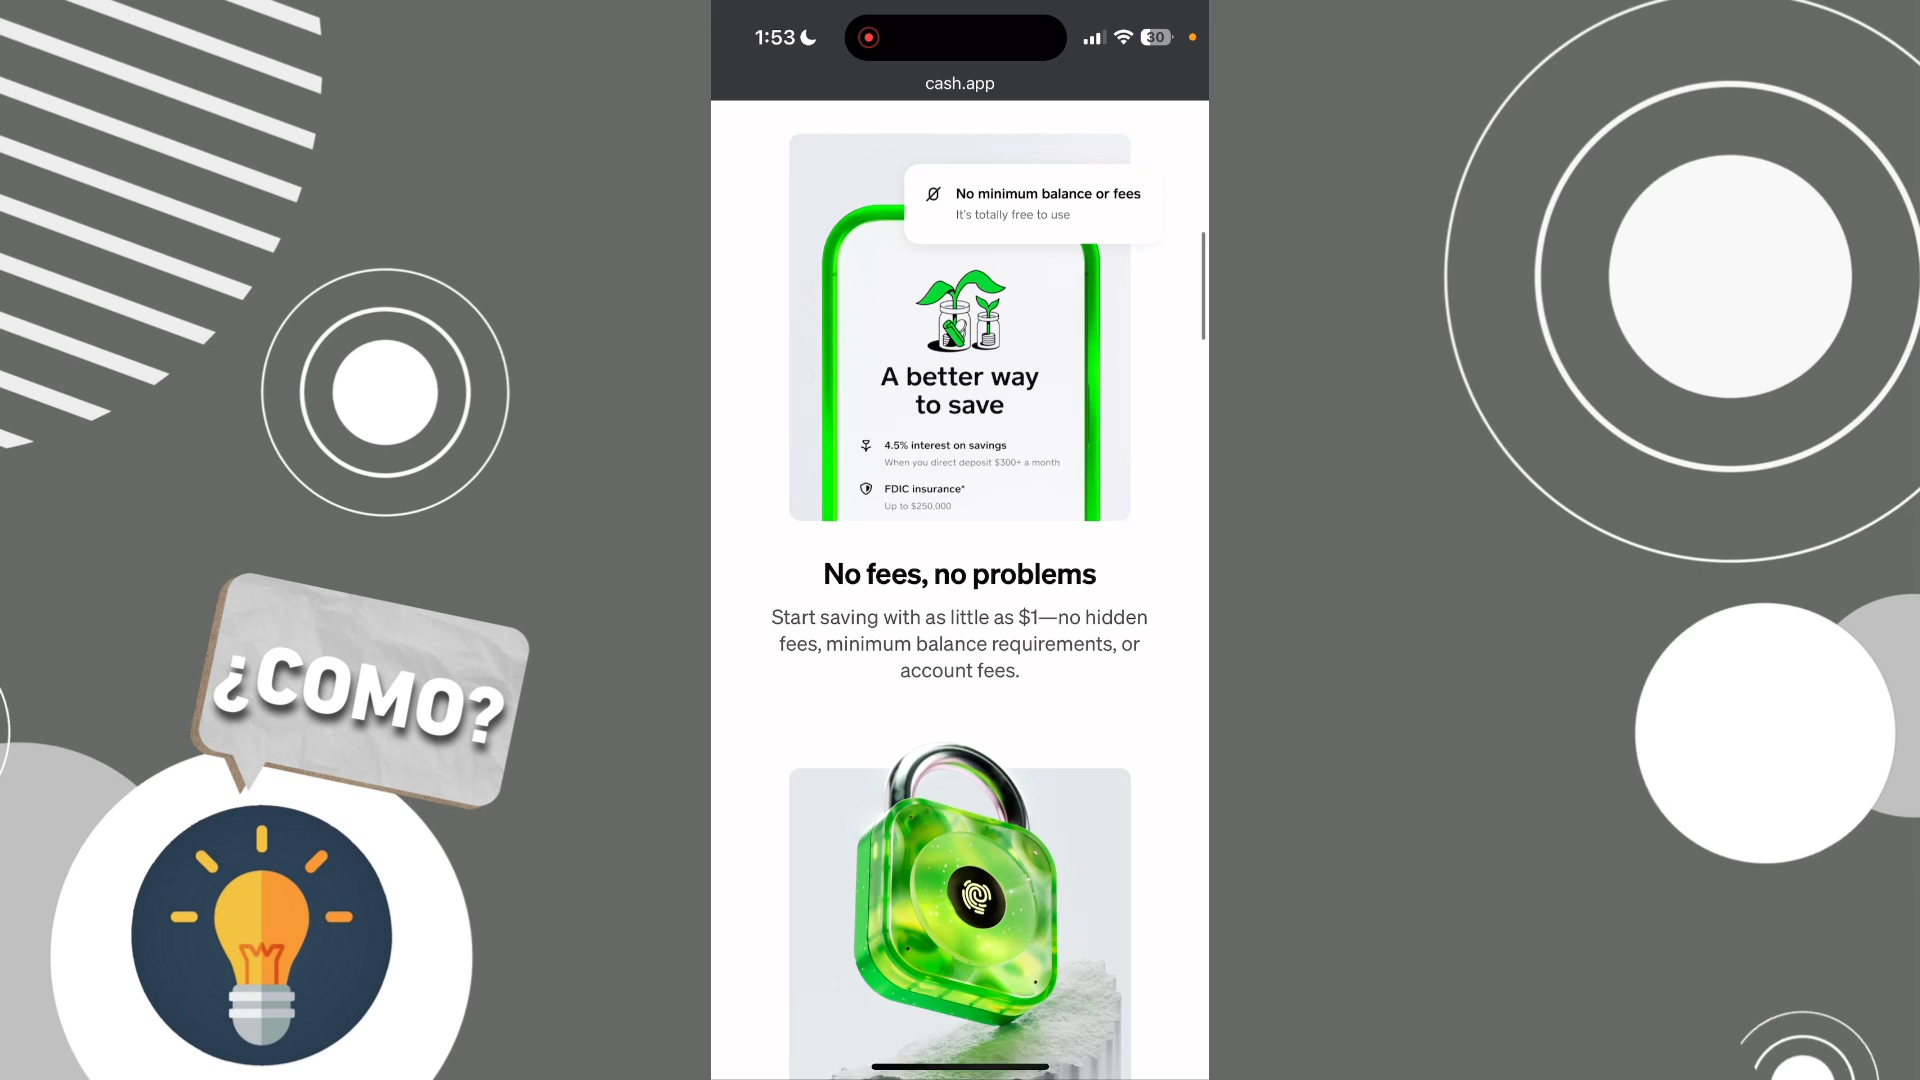 1:53
30
cash.app
No minimum balance or fees
It's totally free to use
A better way
to save
4.5% interest on savings
When you direct deposit $300+ a month
FDIC insurance*
Up to $250,000
No fees, no problems
Start saving with as little as $1—no hidden
fees, minimum balance requirements, or
account fees.
¿COMO?